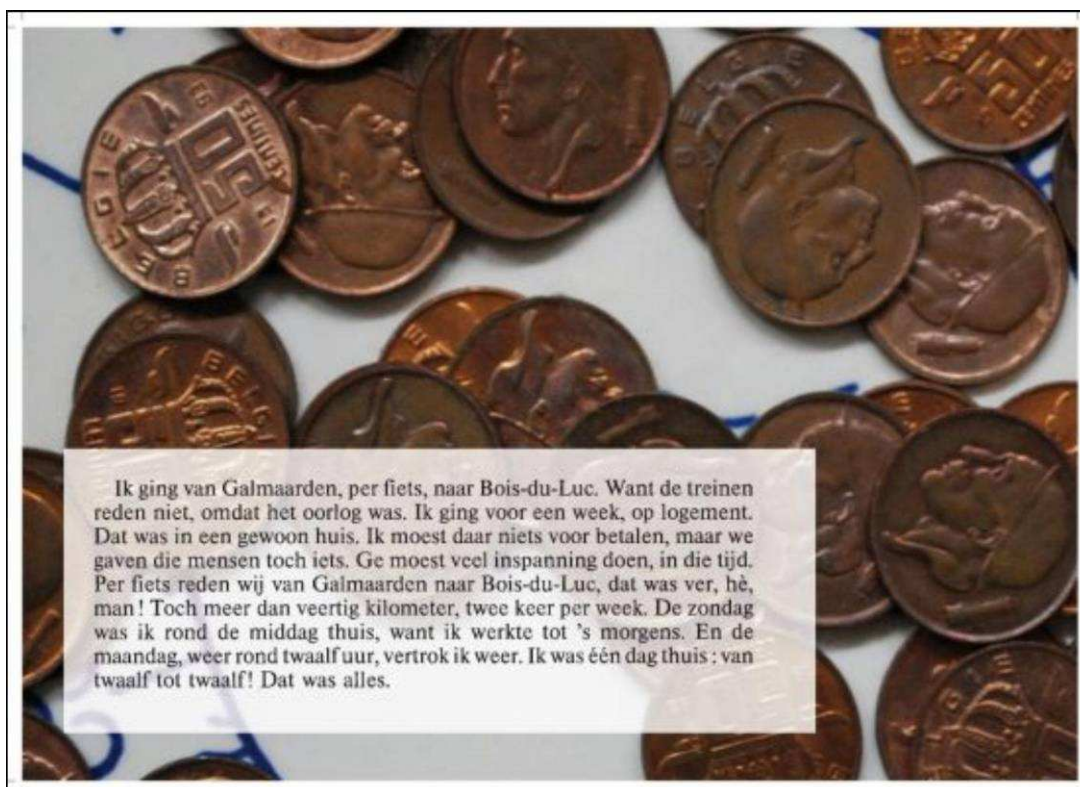 BELGIE
50
CENTIMES
Ik ging van Galmaarden, per fiets, naar Bois-du-Luc. Want de treinen
reden niet, omdat het oorlog was. Ik ging voor een week, op logement.
Dat was in een gewoon huis. Ik moest daar niets voor betalen, maar we
gaven die mensen toch iets. Ge moest veel inspanning doen, in die tijd.
Per fiets reden wij van Galmaarden naar Bois-du-Luc, dat was ver, hè,
man! Toch meer dan veertig kilometer, twee keer per week. De zondag
was ik rond de middag thuis, want ik werkte tot 's morgens. En de
maandag, weer rond twaalf uur, vertrok ik weer. Ik was één dag thuis : van
twaalf tot twaalf! Dat was alles.